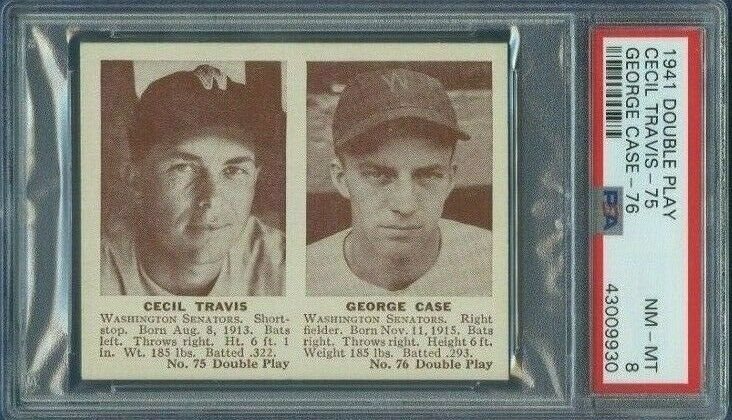 W
W
CECIL TRAVIS
WASHINGTON SENATORS. Short-
stop. Born Aug. 8, 1913. Bats
left. Throws right. Ht. 6 ft. 1
in. Wt. 185 lbs. Batted .322.
No. 75 Double Play
GEORGE CASE
WASHINGTON SENATORS. Right
fielder. Born Nov. 11, 1915. Bats
right. Throws right. Height 6 ft.
Weight 185 lbs. Batted .293.
No. 76 Double Play
1941 DOUBLE PLAY
CECIL TRAVIS-75
GEORGE CASE-76
PSA
NM-MT
8
43009930